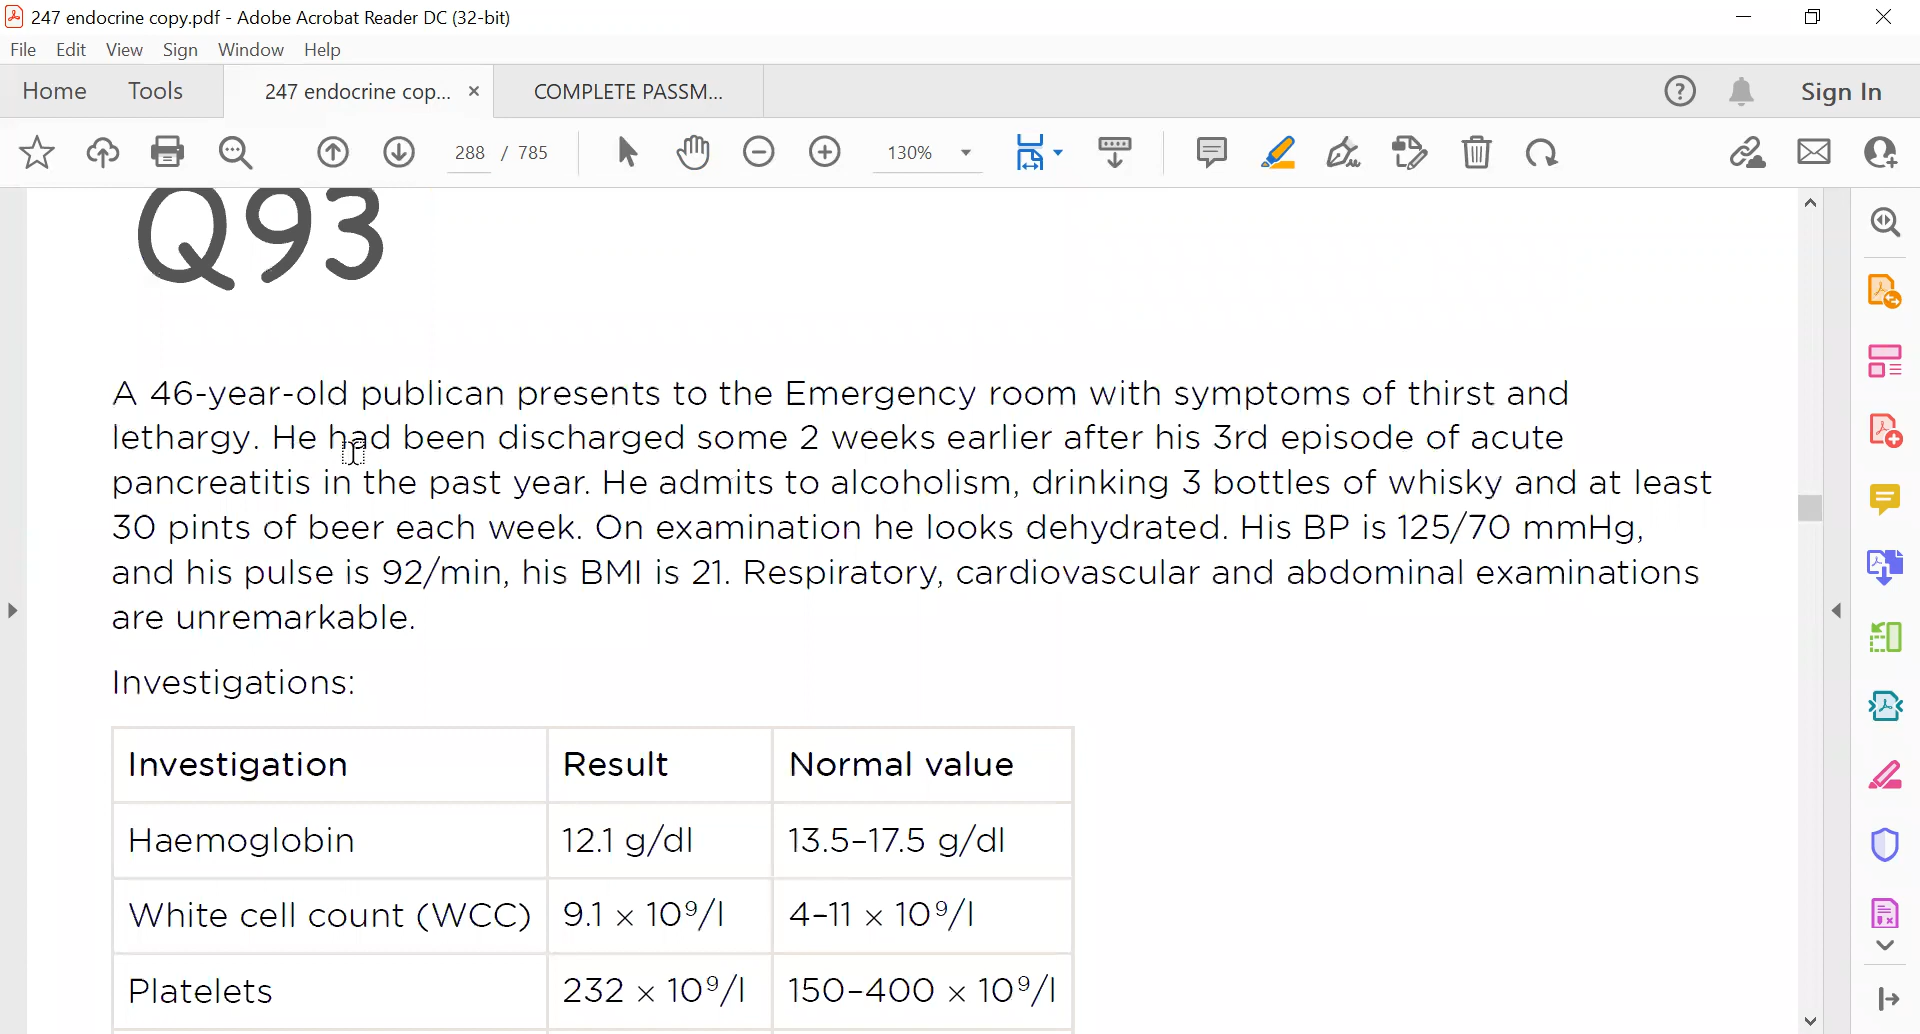 247 endocrine copy.pdf - Adobe Acrobat Reader DC (32-bit)
File Edit View Sign Window Help
Home Tools 247 endocrine cop... × COMPLETE PASSM... Sign In
288 / 785 130%
Q93
A 46-year-old publican presents to the Emergency room with symptoms of thirst and
lethargy. He had been discharged some 2 weeks earlier after his 3rd episode of acute
pancreatitis in the past year. He admits to alcoholism, drinking 3 bottles of whisky and at least
30 pints of beer each week. On examination he looks dehydrated. His BP is 125/70 mmHg,
and his pulse is 92/min, his BMI is 21. Respiratory, cardiovascular and abdominal examinations
are unremarkable.
Investigations:
Investigation Result Normal value
Haemoglobin 12.1 g/dl 13.5–17.5 g/dl
White cell count (WCC) 9.1 × 10⁹/l 4–11 × 10⁹/l
Platelets 232 × 10⁹/l 150–400 × 10⁹/l